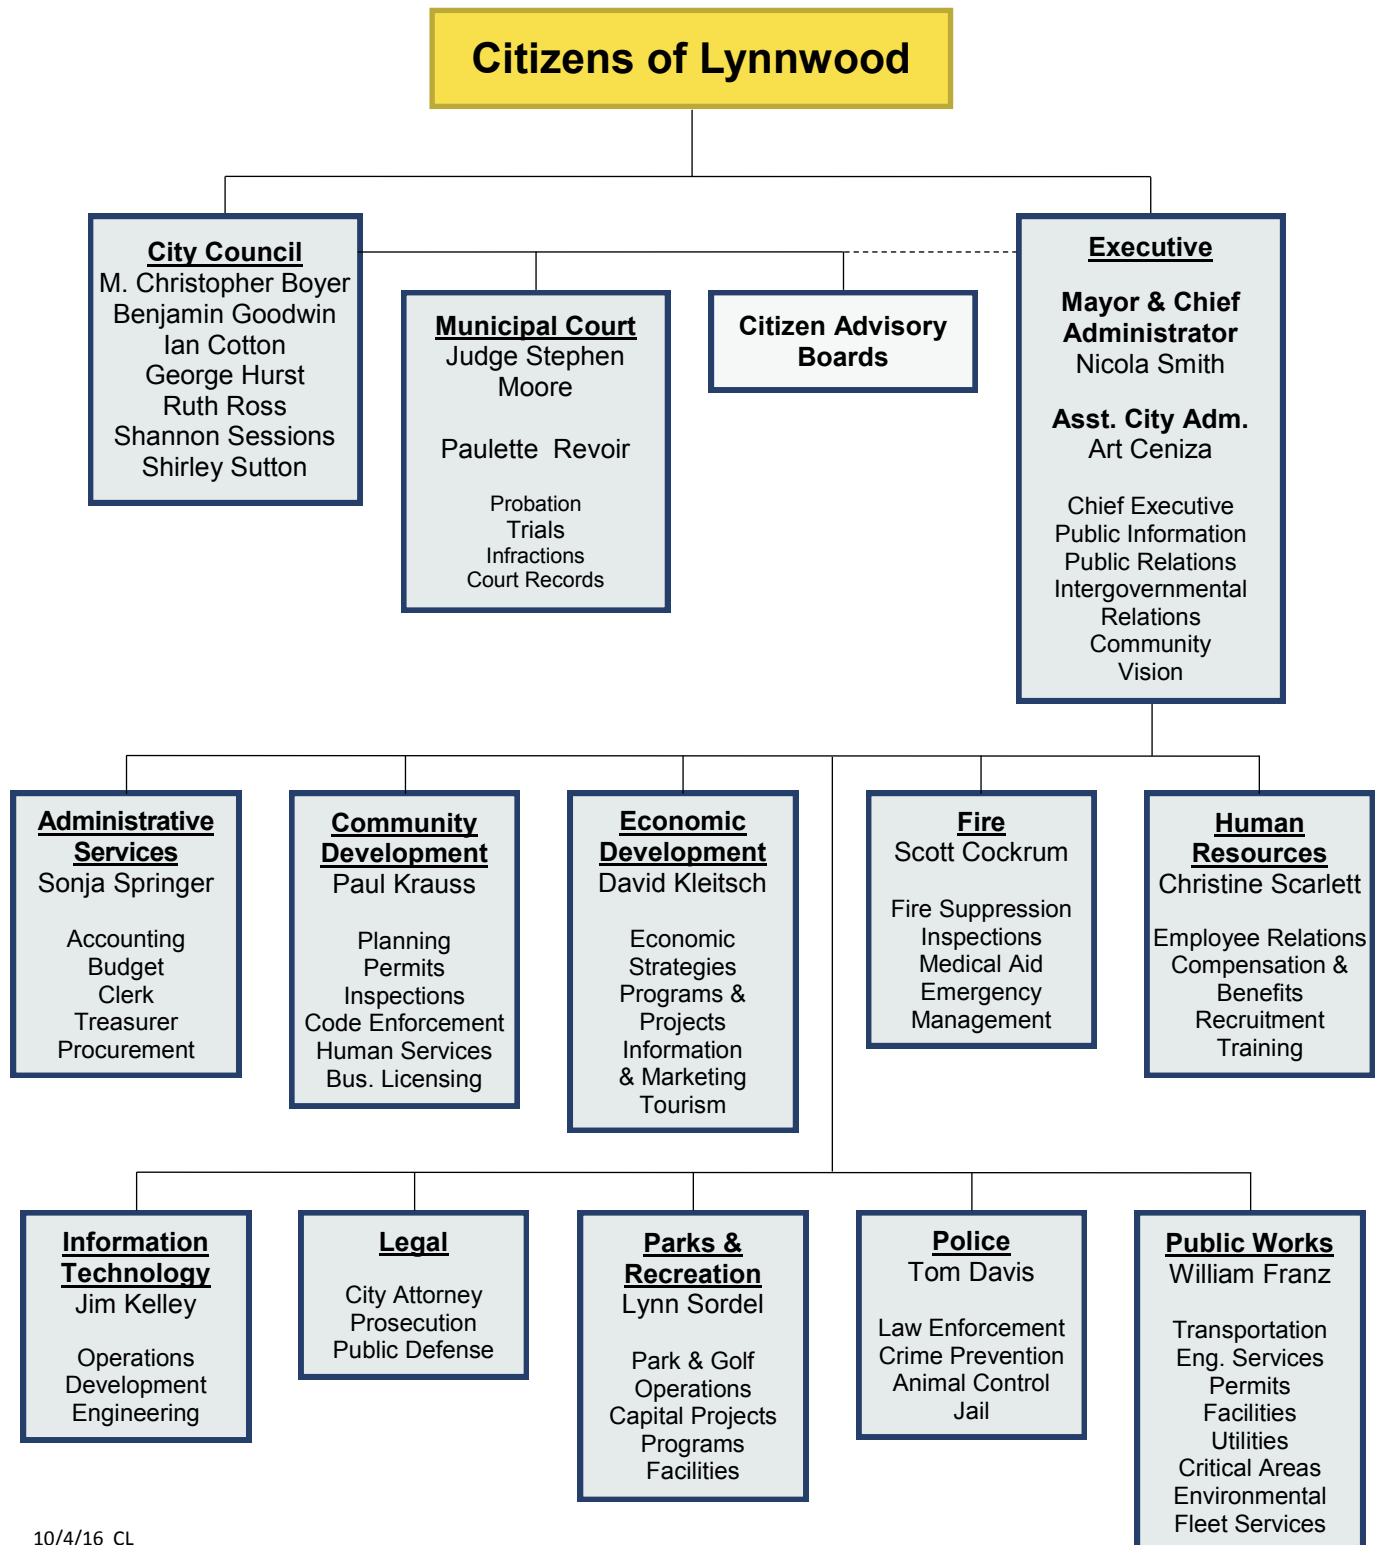 Citizens of Lynnwood
City Council
M. Christopher Boyer
Benjamin Goodwin
Ian Cotton
George Hurst
Ruth Ross
Shannon Sessions
Shirley Sutton
Municipal Court
Judge Stephen
Moore
Paulette Revoir
Probation
Trials
Infractions
Court Records
Citizen Advisory
Boards
Executive
Mayor & Chief
Administrator
Nicola Smith
Asst. City Adm.
Art Ceniza
Chief Executive
Public Information
Public Relations
Intergovernmental
Relations
Community
Vision
Administrative
Services
Sonja Springer
Accounting
Budget
Clerk
Treasurer
Procurement
Community
Development
Paul Krauss
Planning
Permits
Inspections
Code Enforcement
Human Services
Bus. Licensing
Economic
Development
David Kleitsch
Economic
Strategies
Programs &
Projects
Information
& Marketing
Tourism
Fire
Scott Cockrum
Fire Suppression
Inspections
Medical Aid
Emergency
Management
Human
Resources
Christine Scarlett
Employee Relations
Compensation &
Benefits
Recruitment
Training
Information
Technology
Jim Kelley
Operations
Development
Engineering
Legal
City Attorney
Prosecution
Public Defense
Parks &
Recreation
Lynn Sordel
Park & Golf
Operations
Capital Projects
Programs
Facilities
Police
Tom Davis
Law Enforcement
Crime Prevention
Animal Control
Jail
Public Works
William Franz
Transportation
Eng. Services
Permits
Facilities
Utilities
Critical Areas
Environmental
Fleet Services
10/4/16 CL